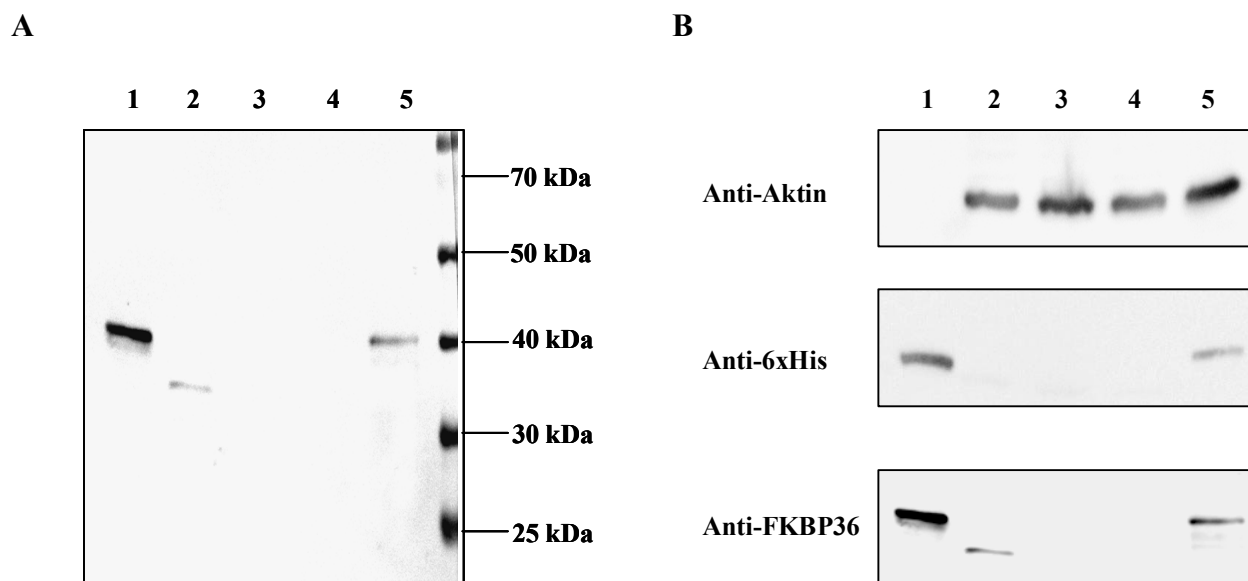 A
1 2 3 4 5
70 kDa
50 kDa
40 kDa
30 kDa
25 kDa
B
1 2 3 4 5
Anti-Aktin
Anti-6xHis
Anti-FKBP36